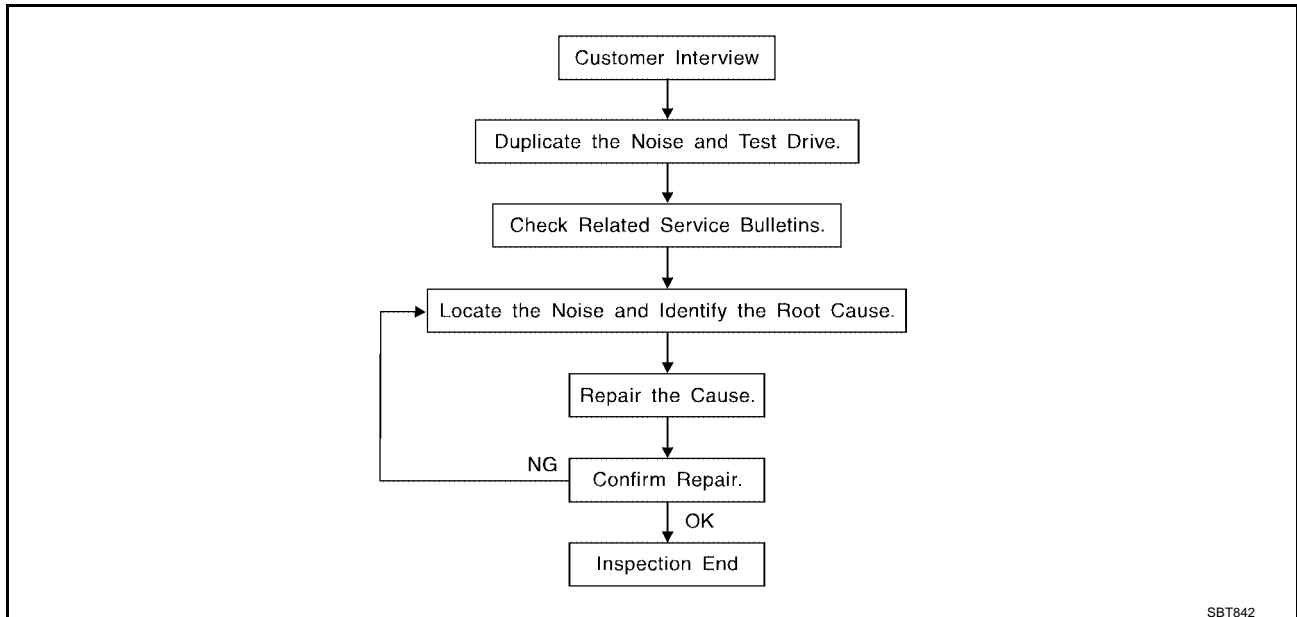 Customer Interview
Duplicate the Noise and Test Drive.
Check Related Service Bulletins.
Locate the Noise and Identify the Root Cause.
Repair the Cause.
NG
Confirm Repair.
OK
Inspection End
SBT842